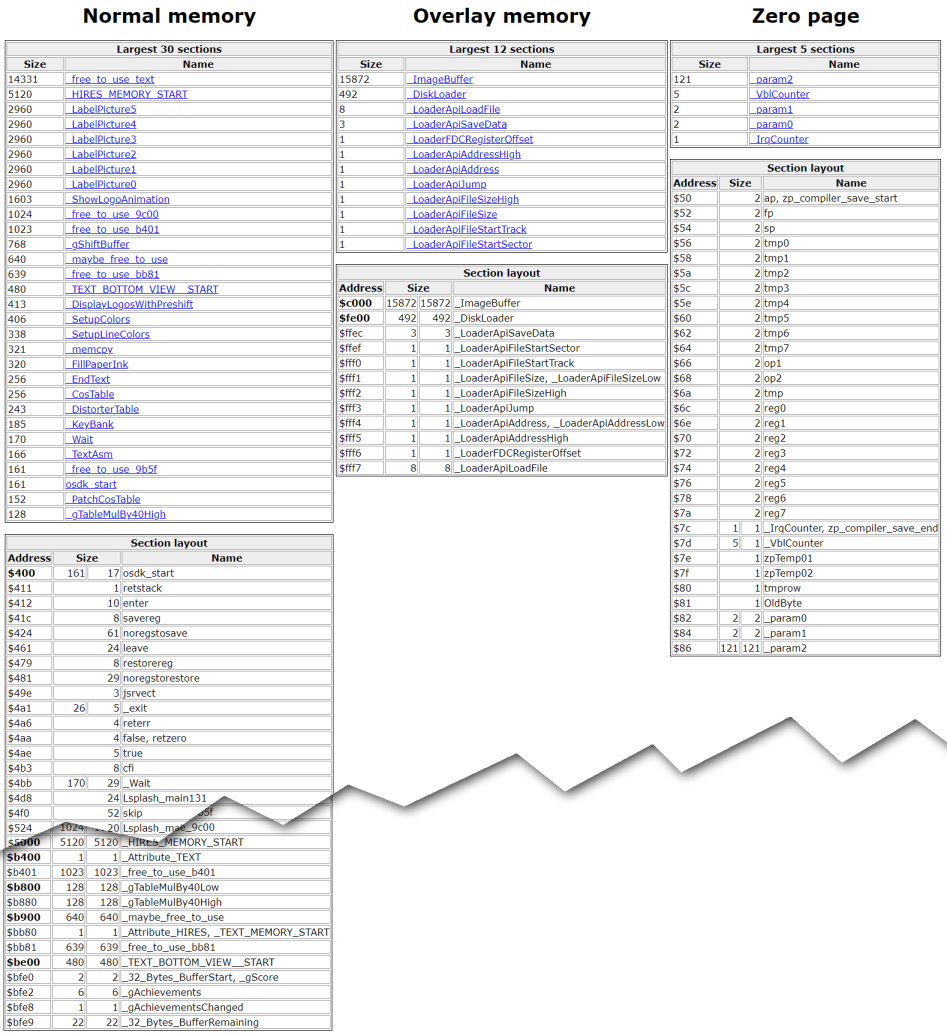 Normal memory
Largest 30 sections
Size Name
14331 _free_to_use_text
5120 _HIRES_MEMORY_START
2960 _LabelPicture5
2960 _LabelPicture4
2960 _LabelPicture3
2960 _LabelPicture2
2960 _LabelPicture1
2960 _LabelPicture0
1603 _ShowLogoAnimation
1024 _free_to_use_9c00
1023 _free_to_use_b401
768 _gShiftBuffer
640 _maybe_free_to_use
639 _free_to_use_bb81
480 _TEXT_BOTTOM_VIEW__START
413 _DisplayLogosWithPreshift
406 _SetupColors
338 _SetupLineColors
321 _memcpy
320 _FillPaperInk
256 _EndText
256 _CosTable
243 _DistorterTable
185 _KeyBank
170 _Wait
166 _TextAsm
161 _free_to_use_9b5f
161 osdk_start
152 _PatchCosTable
128 _gTableMulBy40High
Section layout
Address Size Name
$400 161 17 osdk_start
$411 1 retstack
$412 10 enter
$41c 8 savereg
$424 61 noregstosave
$461 24 leave
$479 8 restorereg
$481 29 noregstorestore
$49e 3 jsrvect
$4a1 26 5 _exit
$4a6 4 reterr
$4aa 4 false, retzero
$4ae 5 true
$4b3 8 cfi
$4bb 170 29 _Wait
$4d8 24 Lsplash_main131
$4f0 52 skip
$524 1024 20
5120 5120 _HIRES_MEMORY_START
$b400 1 1 _Attribute_TEXT
$b401 1023 1023 _free_to_use_b401
$b800 128 128 _gTableMulBy40Low
$b880 128 128 _gTableMulBy40High
$b900 640 640 _maybe_free_to_use
$bb80 1 1 _Attribute_HIRES, _TEXT_MEMORY_START
$bb81 639 639 _free_to_use_bb81
$be00 480 480 _TEXT_BOTTOM_VIEW__START
$bfe0 2 2 _32_Bytes_BufferStart, _gScore
$bfe2 6 6 _gAchievements
$bfe8 1 1 _gAchievementsChanged
$bfe9 22 22 _32_Bytes_BufferRemaining
Overlay memory
Largest 12 sections
Size Name
15872 _ImageBuffer
492 _DiskLoader
8 _LoaderApiLoadFile
3 _LoaderApiSaveData
1 _LoaderFDCRegisterOffset
1 _LoaderApiAddressHigh
1 _LoaderApiAddress
1 _LoaderApiJump
1 _LoaderApiFileSizeHigh
1 _LoaderApiFileSize
1 _LoaderApiFileStartTrack
1 _LoaderApiFileStartSector
Section layout
Address Size Name
$c000 15872 15872 _ImageBuffer
$fe00 492 492 _DiskLoader
$ffec 3 3 _LoaderApiSaveData
$ffef 1 1 _LoaderApiFileStartSector
$fff0 1 1 _LoaderApiFileStartTrack
$fff1 1 1 _LoaderApiFileSize, _LoaderApiFileSizeLow
$fff2 1 1 _LoaderApiFileSizeHigh
$fff3 1 1 _LoaderApiJump
$fff4 1 1 _LoaderApiAddress, _LoaderApiAddressLow
$fff5 1 1 _LoaderApiAddressHigh
$fff6 1 1 _LoaderFDCRegisterOffset
$fff7 8 8 _LoaderApiLoadFile
Zero page
Largest 5 sections
Size Name
121 _param2
5 _VblCounter
2 _param1
2 _param0
1 _IrqCounter
Section layout
Address Size Name
$50 2 ap, zp_compiler_save_start
$52 2 fp
$54 2 sp
$56 2 tmp0
$58 2 tmp1
$5a 2 tmp2
$5c 2 tmp3
$5e 2 tmp4
$60 2 tmp5
$62 2 tmp6
$64 2 tmp7
$66 2 op1
$68 2 op2
$6a 2 tmp
$6c 2 reg0
$6e 2 reg1
$70 2 reg2
$72 2 reg3
$74 2 reg4
$76 2 reg5
$78 2 reg6
$7a 2 reg7
$7c 1 1 _IrqCounter, zp_compiler_save_end
$7d 5 1 _VblCounter
$7e 1 zpTemp01
$7f 1 zpTemp02
$80 1 tmprow
$81 1 OldByte
$82 2 2 _param0
$84 2 2 _param1
$86 121 121 _param2